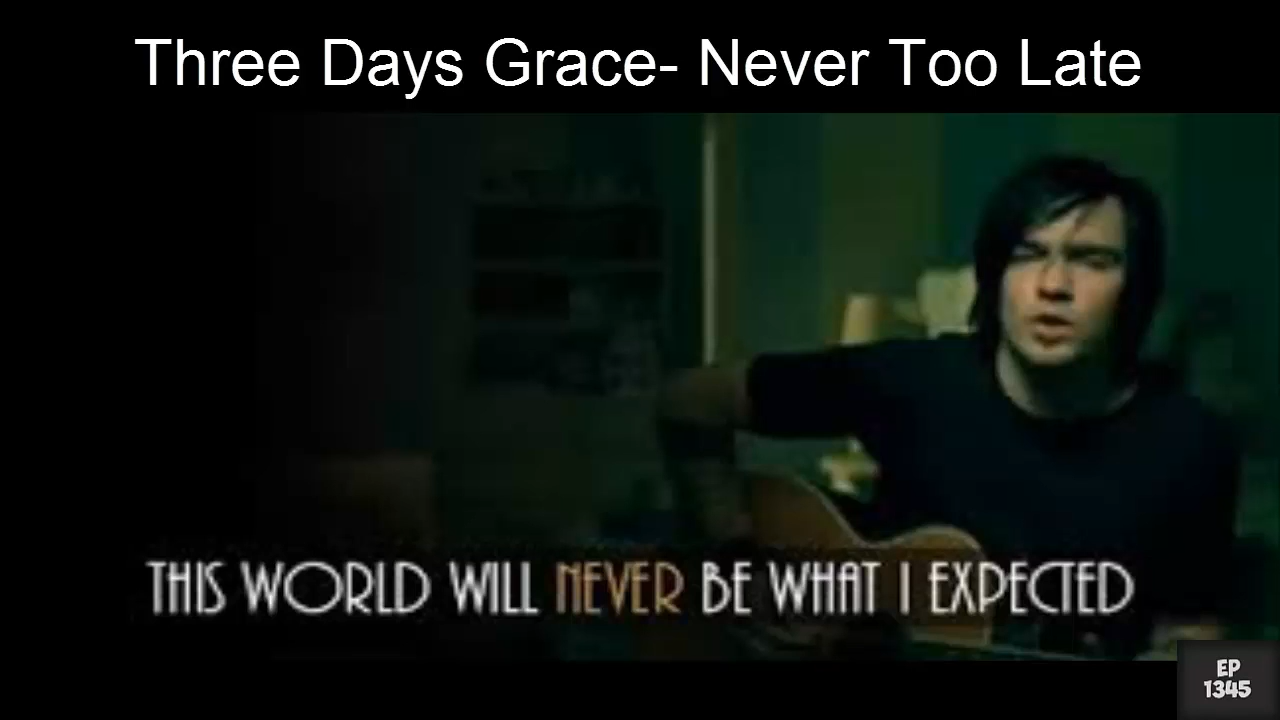 Three Days Grace- Never Too Late
THIS WORLD WILL NEVER BE WHAT I EXPECTED
EP
1345